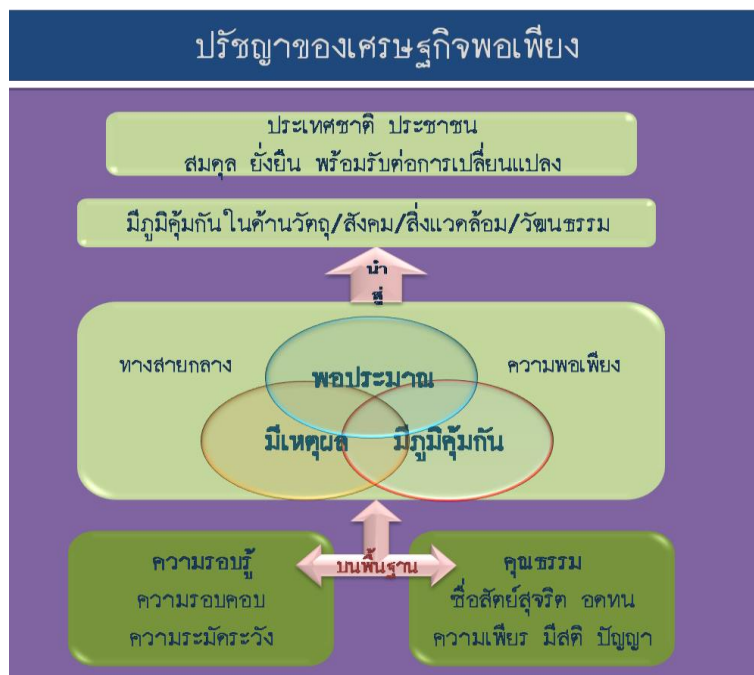 ปรัชญาของเศรษฐกิจพอเพียง
ประเทศชาติ ประชาชน
สมดุล ยั่งยืน พร้อมรับต่อการเปลี่ยนแปลง
มีภูมิคุ้มกันในด้านวัตถุ/สังคม/สิ่งแวดล้อม/วัฒนธรรม
นำ
สู่
ทางสายกลาง
พอประมาณ
ความพอเพียง
มีเหตุผล
มีภูมิคุ้มกัน
บนพื้นฐาน
ความรอบรู้
ความรอบคอบ
ความระมัดระวัง
คุณธรรม
ซื่อสัตย์สุจริต อดทน
ความเพียร มีสติ ปัญญา